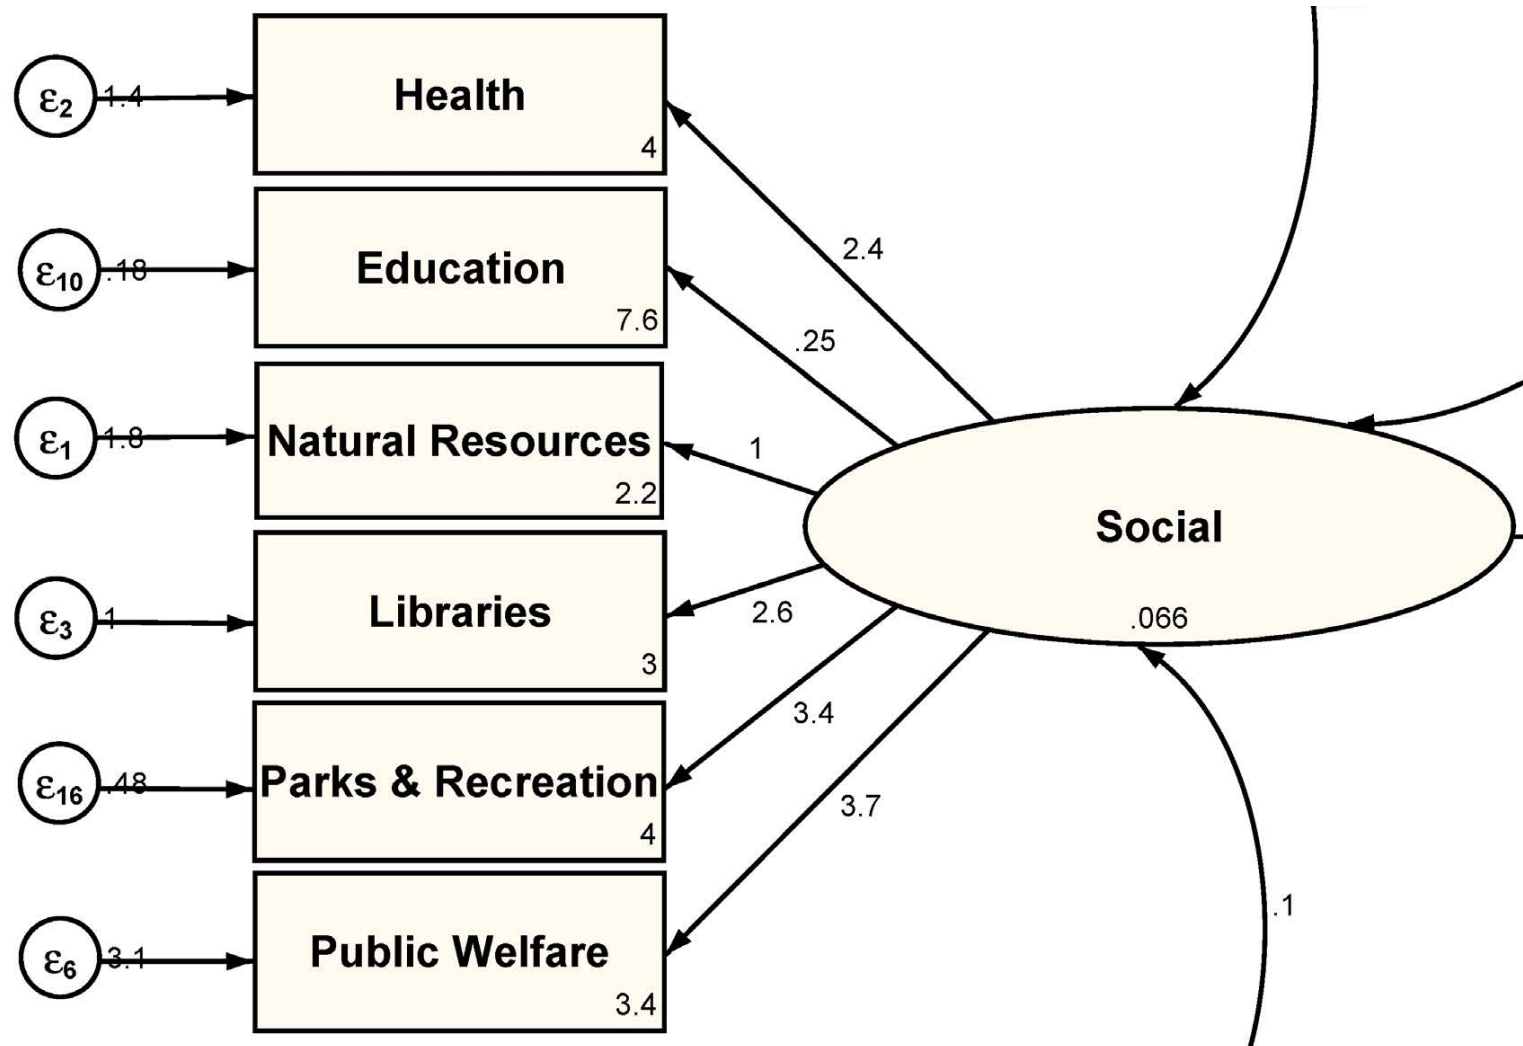 ε2
1.4
Health
4
2.4
ε10
.18
Education
7.6
.25
ε1
1.8
Natural Resources
2.2
1
Social
.066
ε3
1
Libraries
3
2.6
ε16
.48
Parks & Recreation
4
3.4
ε6
3.1
Public Welfare
3.4
3.7
.1